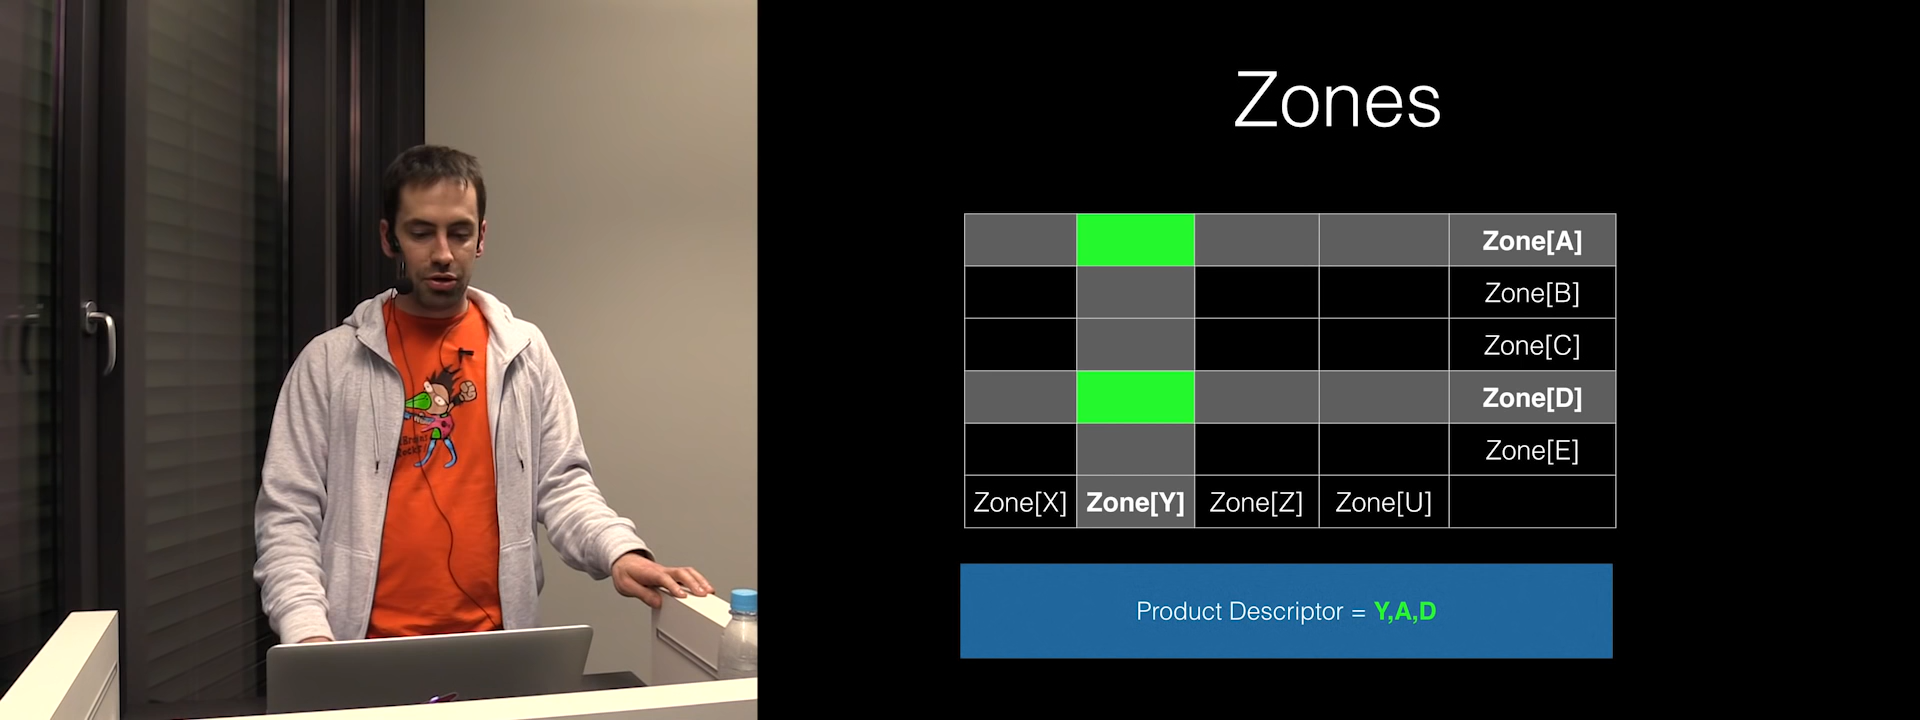 Zones
Zone[A]
Zone[B]
Zone[C]
Zone[D]
Zone[E]
Zone[X] Zone[Y] Zone[Z] Zone[U]
Product Descriptor = Y,A,D